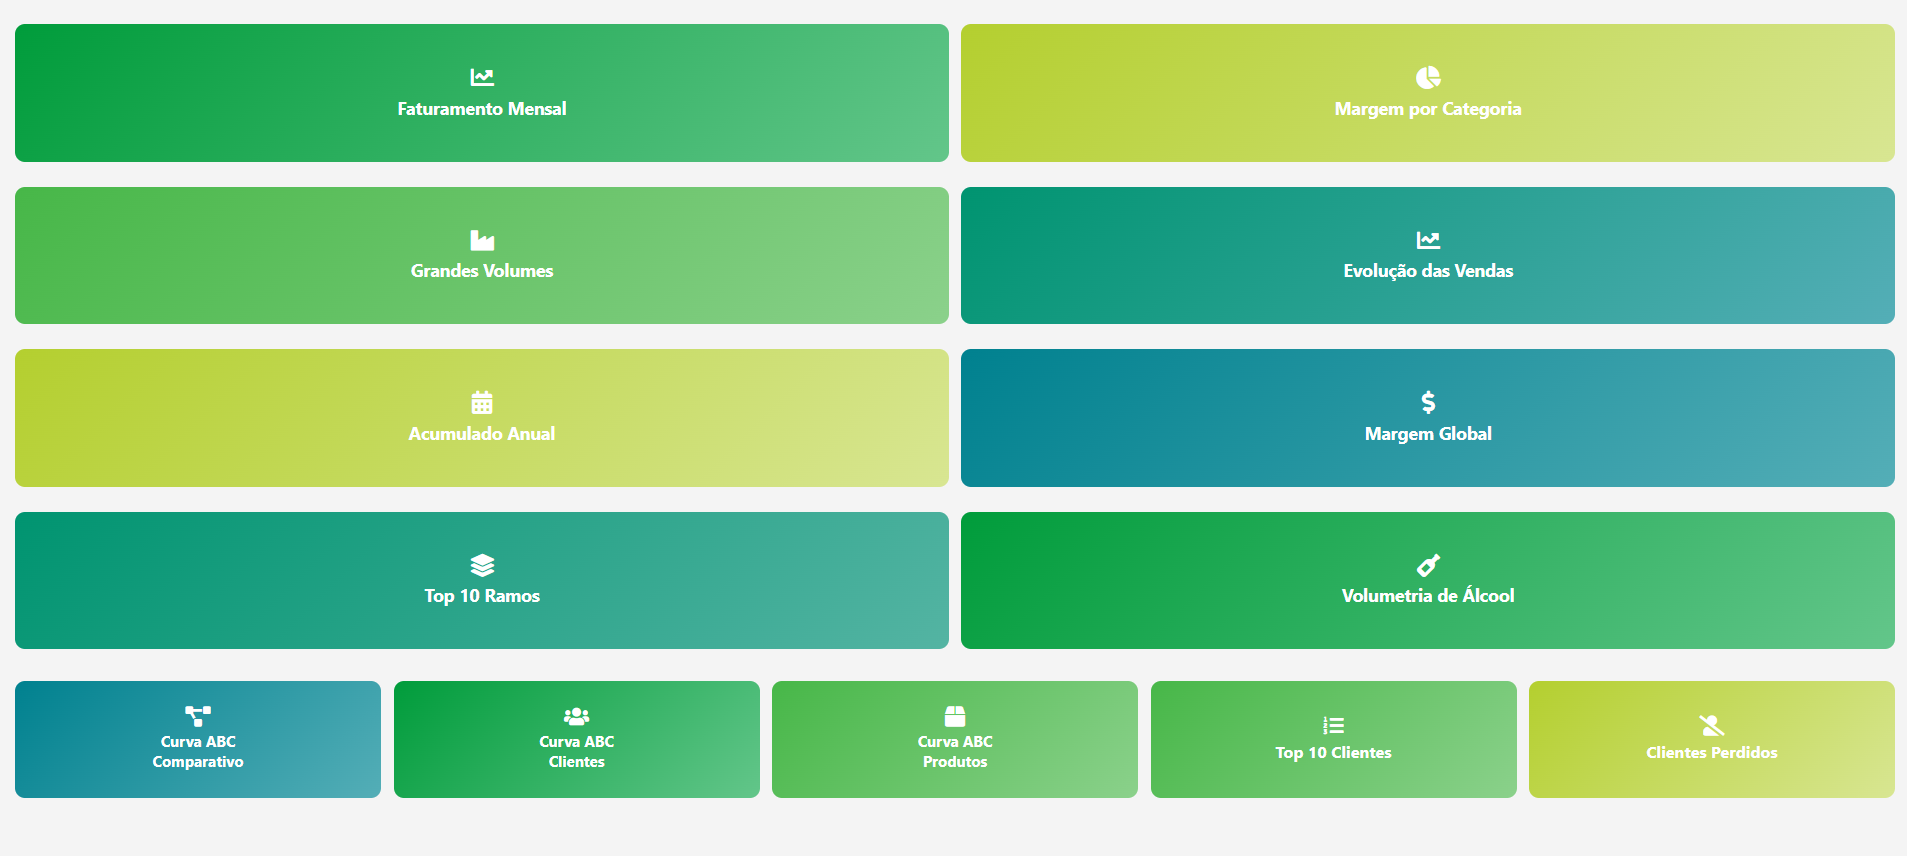 Faturamento Mensal
Margem por Categoria
Grandes Volumes
Evolução das Vendas
Acumulado Anual
Margem Global
Top 10 Ramos
Volumetria de Álcool
Curva ABC
Comparativo
Curva ABC
Clientes
Curva ABC
Produtos
Top 10 Clientes
Clientes Perdidos